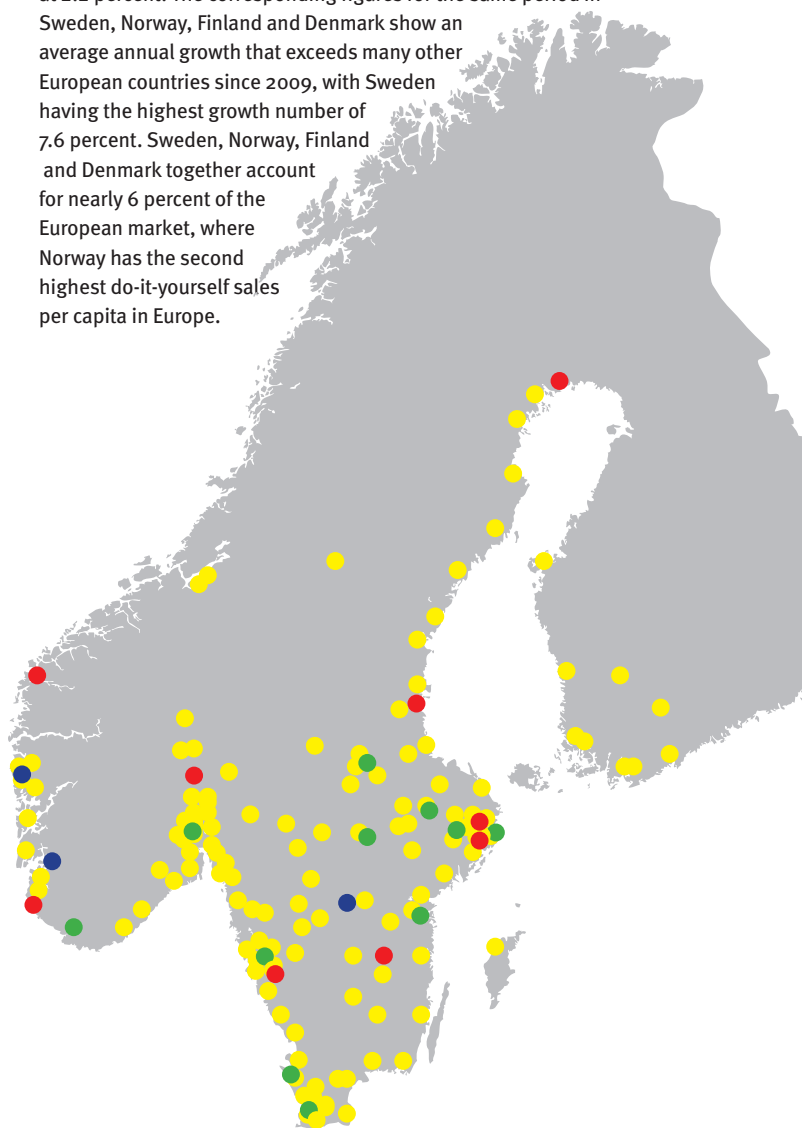 Sweden, Norway, Finland and Denmark show an
average annual growth that exceeds many other
European countries since 2009, with Sweden
having the highest growth number of
7.6 percent. Sweden, Norway, Finland
and Denmark together account
for nearly 6 percent of the
European market, where
Norway has the second
highest do-it-yourself sales
per capita in Europe.